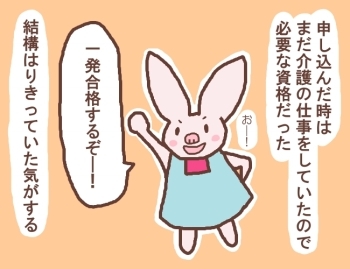 申し込んだ時は
まだ介護の仕事をしていたので
必要な資格だった
おー！
一発合格するぞー！
結構はりきっていた気がする